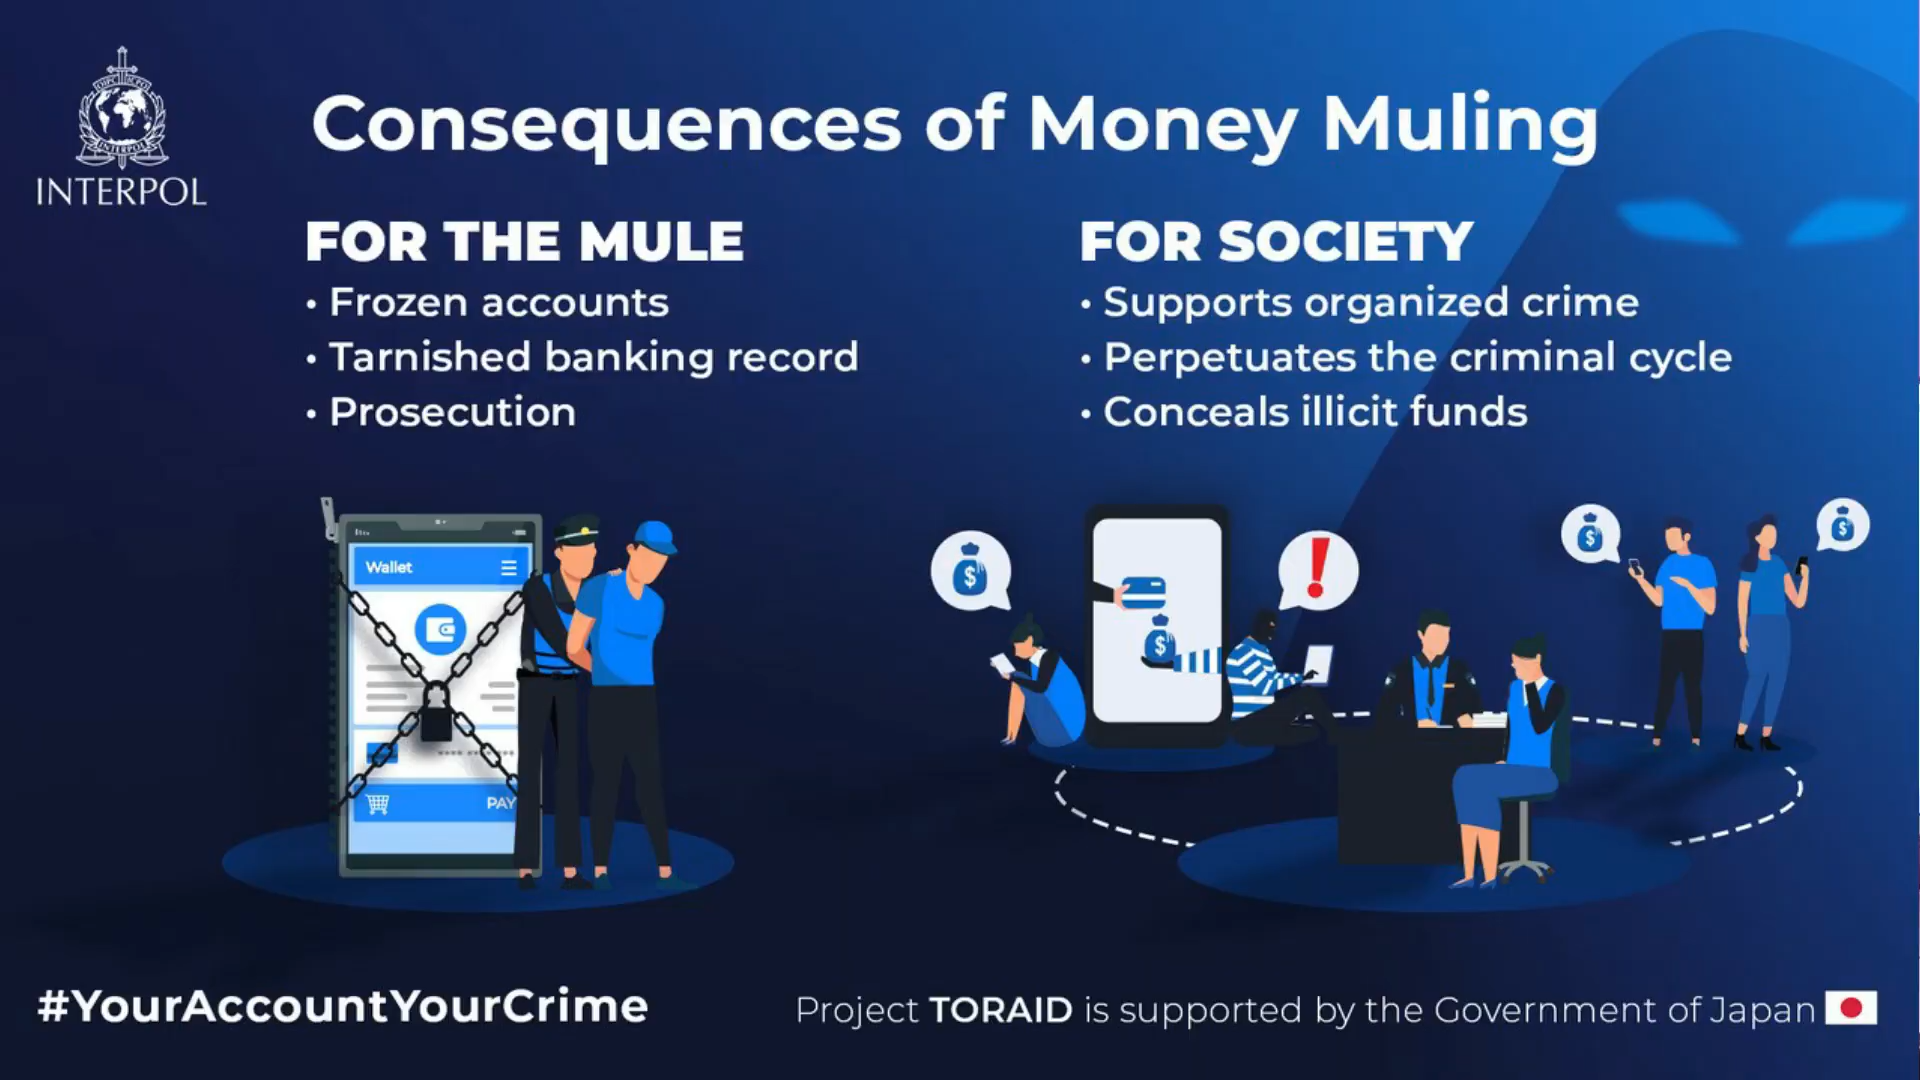 INTERPOL
Consequences of Money Muling
FOR THE MULE
• Frozen accounts
• Tarnished banking record
• Prosecution
FOR SOCIETY
• Supports organized crime
• Perpetuates the criminal cycle
• Conceals illicit funds
Wallet
PAY
$
$
!
$
$
#YourAccountYourCrime
Project TORAID is supported by the Government of Japan